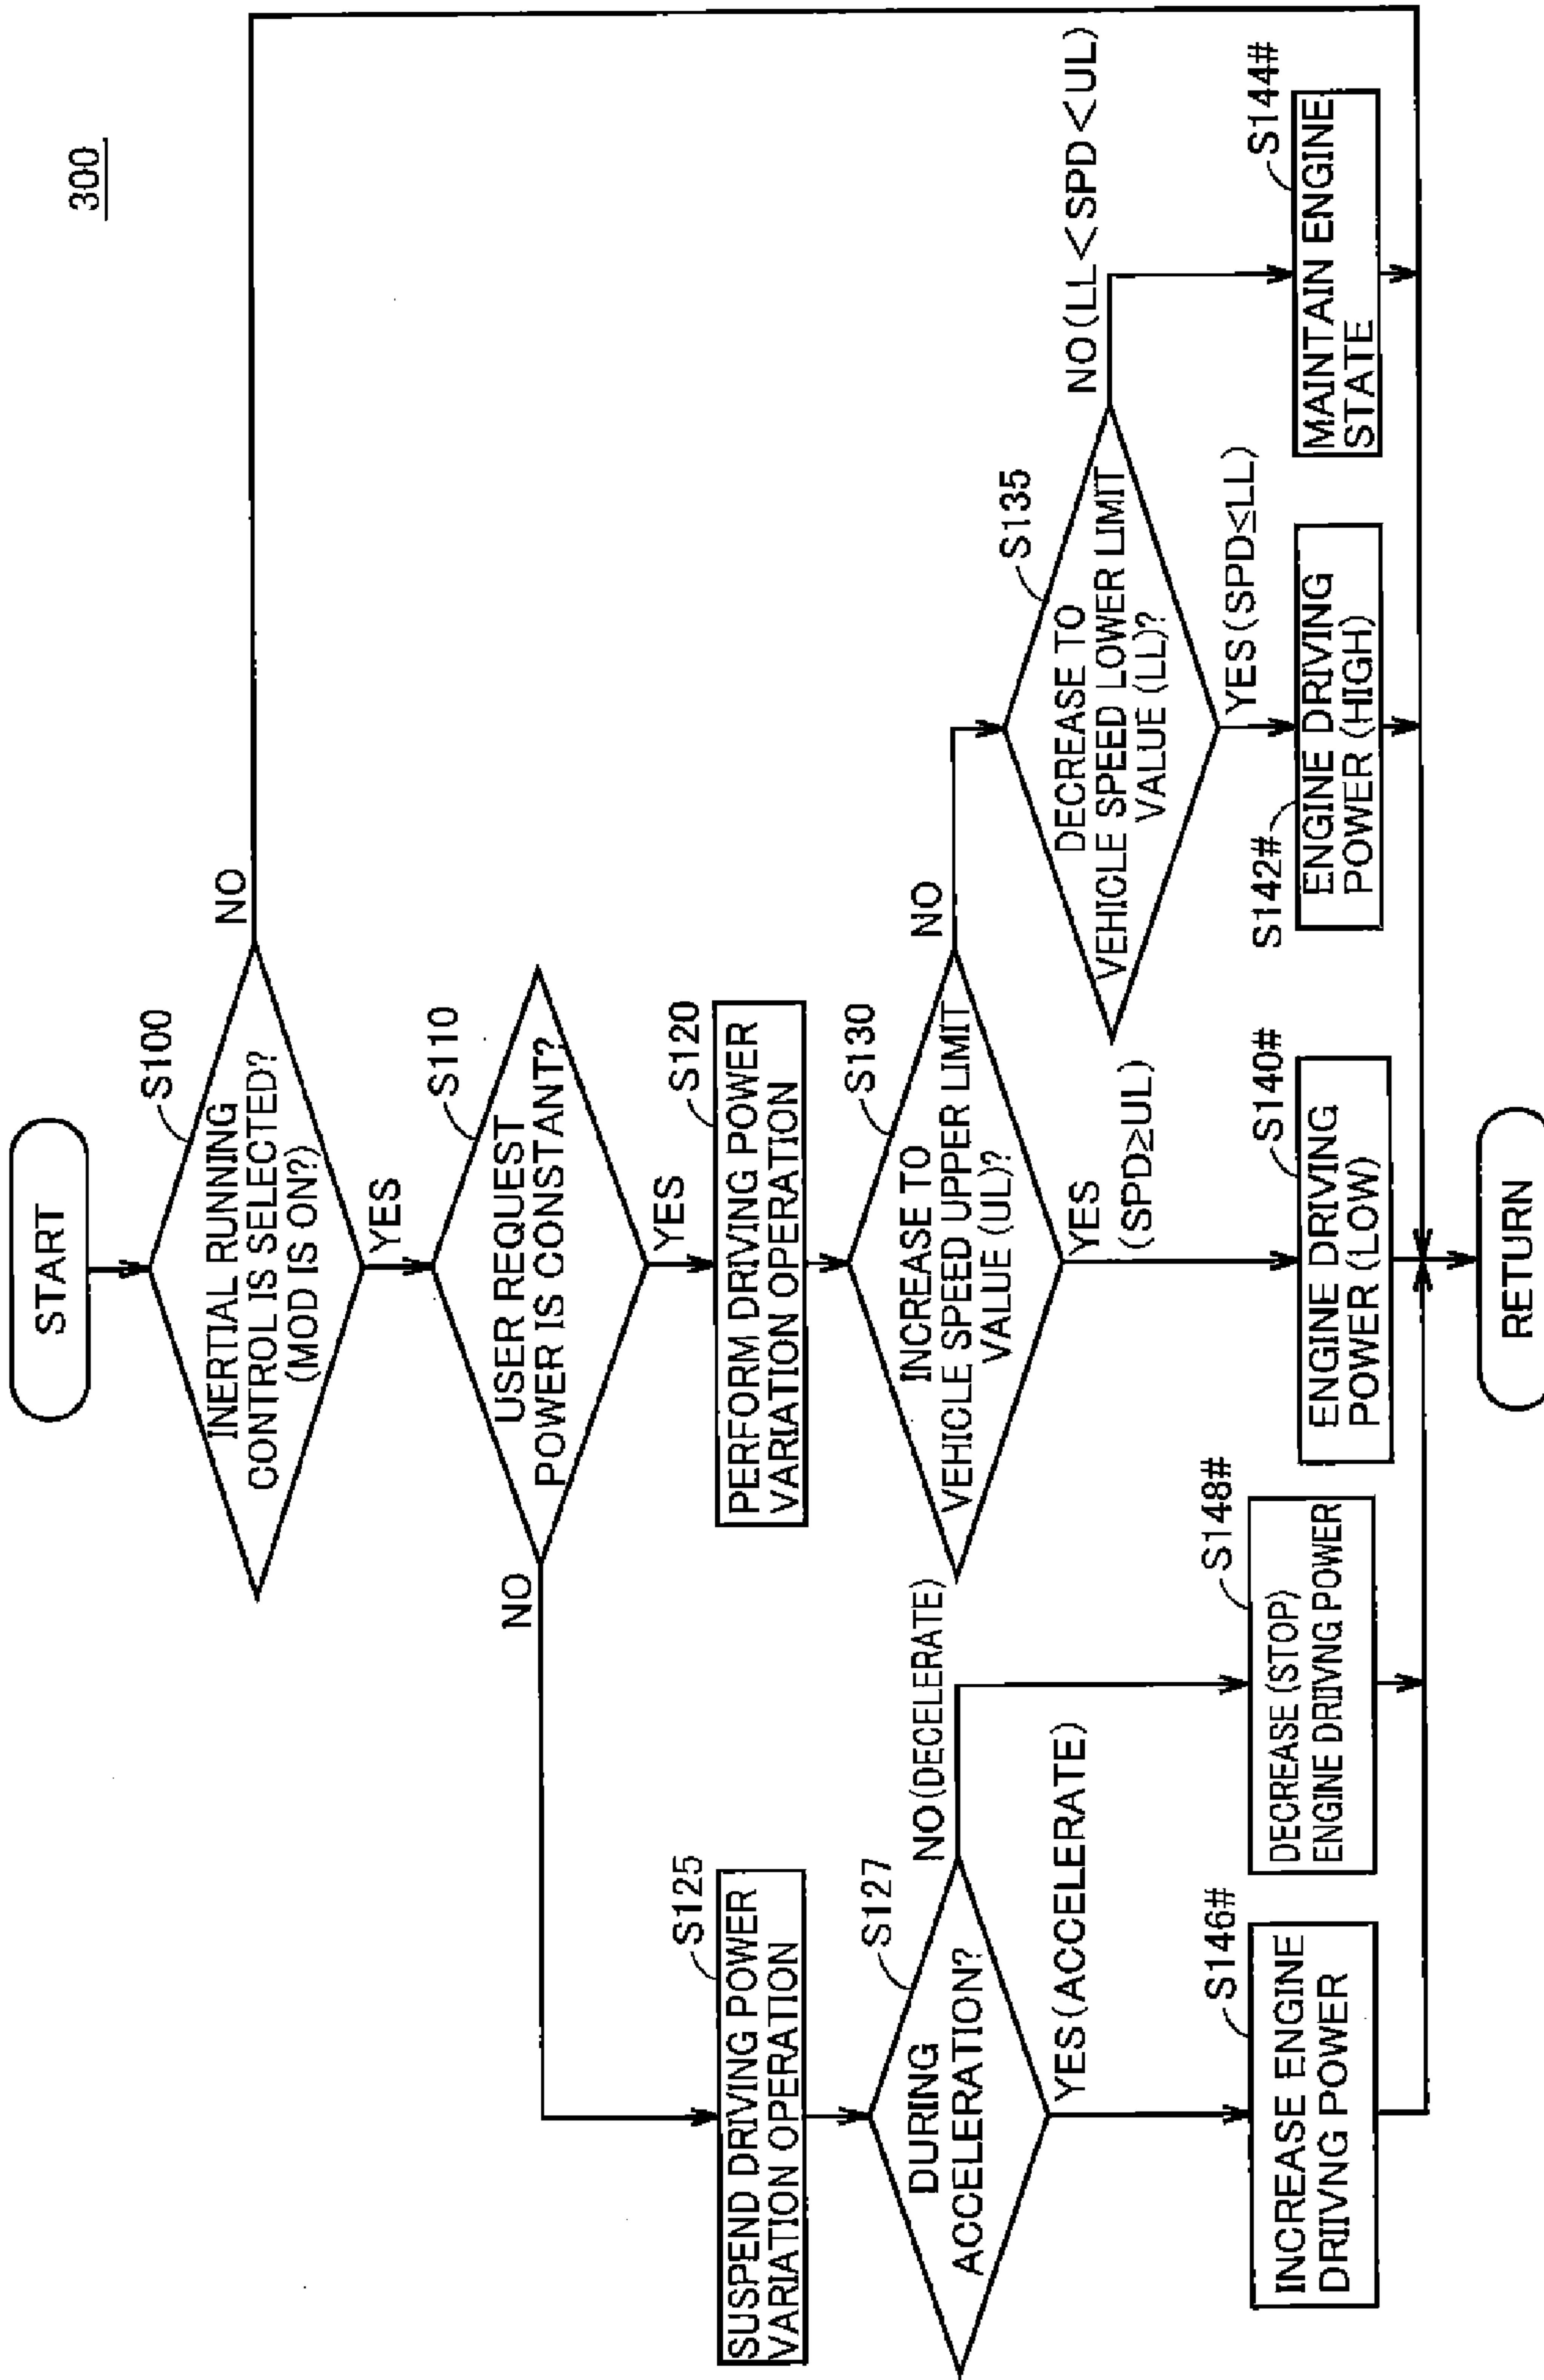 300
START
S100
INERTIAL RUNNING
CONTROL IS SELECTED?
(MOD IS ON?)
NO
YES
S110
USER REQUEST
POWER IS CONSTANT?
NO
YES
S125
SUSPEND DRIVING POWER
VARIATION OPERATION
S120
PERFORM DRIVING POWER
VARIATION OPERATION
S127
DURING
ACCELERATION?
NO(DECELERATE)
YES(ACCELERATE)
S130
INCREASE TO
VEHICLE SPEED UPPER LIMIT
VALUE (UL)?
NO
YES
(SPD≥UL)
S135
DECREASE TO
VEHICLE SPEED LOWER LIMIT
VALUE (LL)?
NO(LL<SPD<UL)
YES(SPD≤LL)
S146#
INCREASE ENGINE
DRIIVNG POWER
S148#
DECREASE (STOP)
ENGINE DRIIVNG POWER
S140#
ENGINE DRIVING
POWER (LOW)
S142#
ENGINE DRIVING
POWER (HIGH)
S144#
MAINTAIN ENGINE
STATE
RETURN